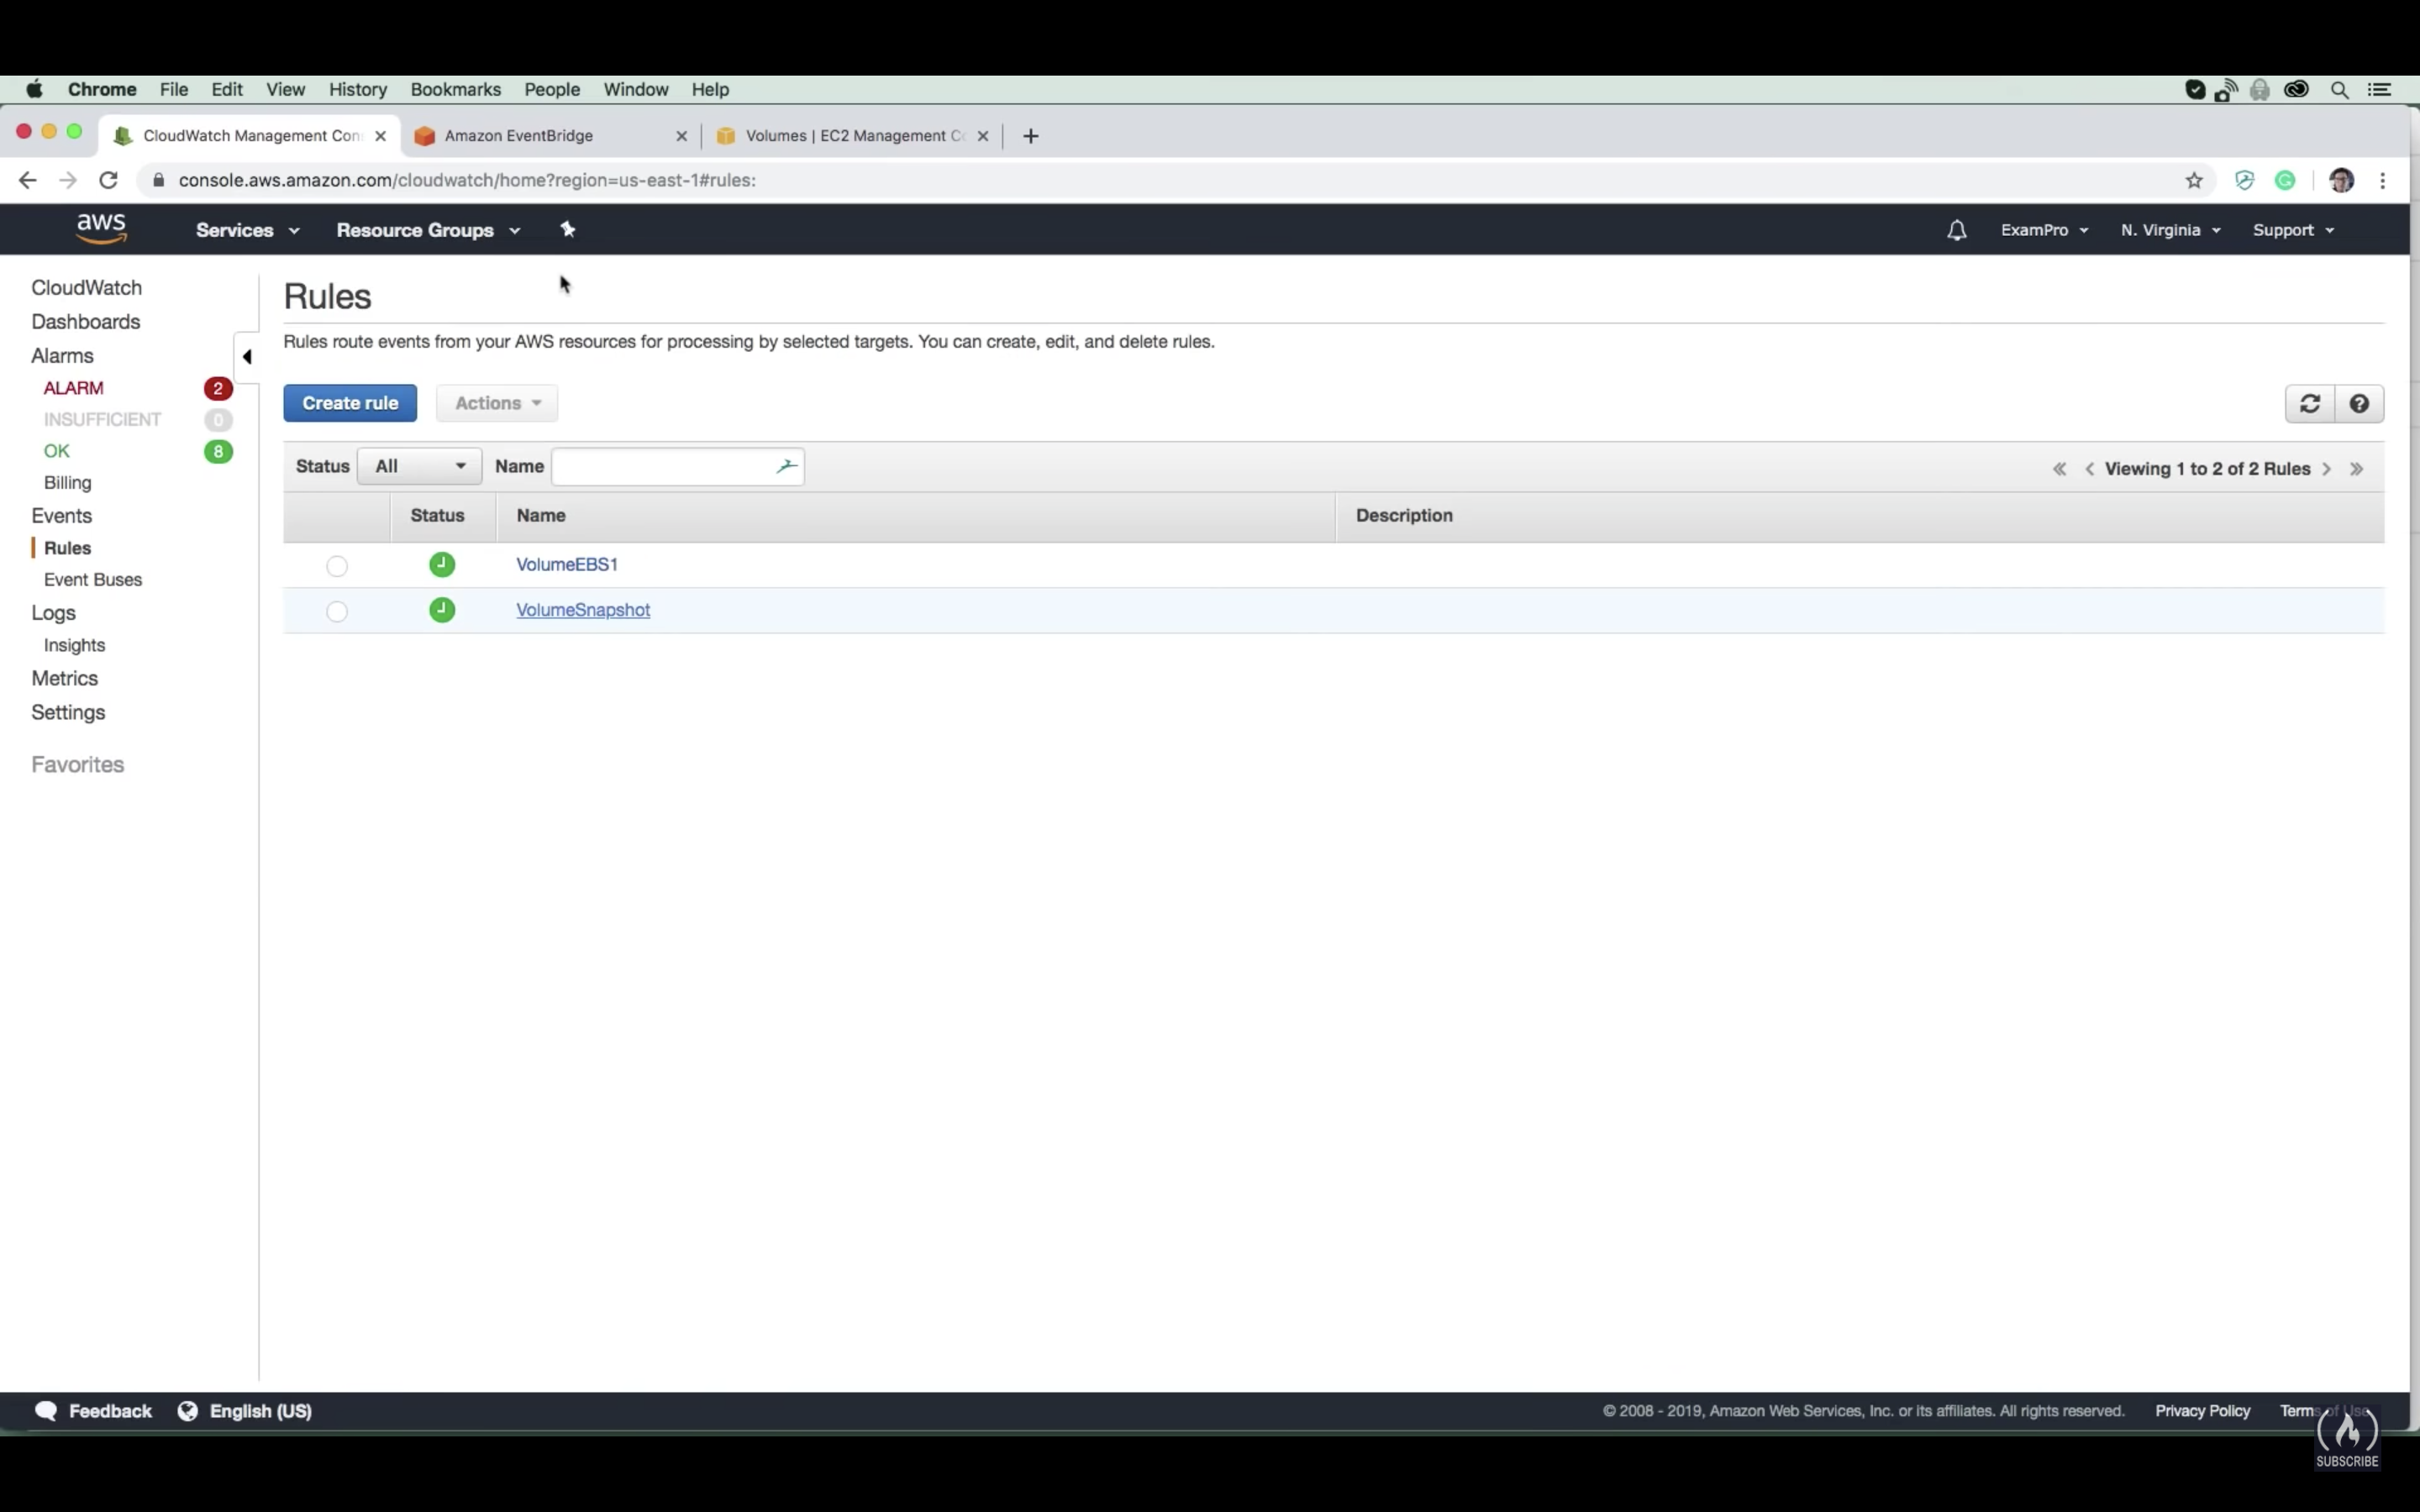 Chrome File Edit View History Bookmarks People Window Help
CloudWatch Management Con
Amazon EventBridge
Volumes | EC2 Management Co
console.aws.amazon.com/cloudwatch/home?region=us-east-1#rules:
aws Services Resource Groups ExamPro N. Virginia Support
CloudWatch
Dashboards
Alarms
ALARM 2
INSUFFICIENT 0
OK 8
Billing
Events
Rules
Event Buses
Logs
Insights
Metrics
Settings
Favorites
Rules
Rules route events from your AWS resources for processing by selected targets. You can create, edit, and delete rules.
Create rule Actions
Status All Name Viewing 1 to 2 of 2 Rules
Status Name Description
VolumeEBS1
VolumeSnapshot
Feedback English (US) © 2008 - 2019, Amazon Web Services, Inc. or its affiliates. All rights reserved. Privacy Policy Terms of Use
SUBSCRIBE